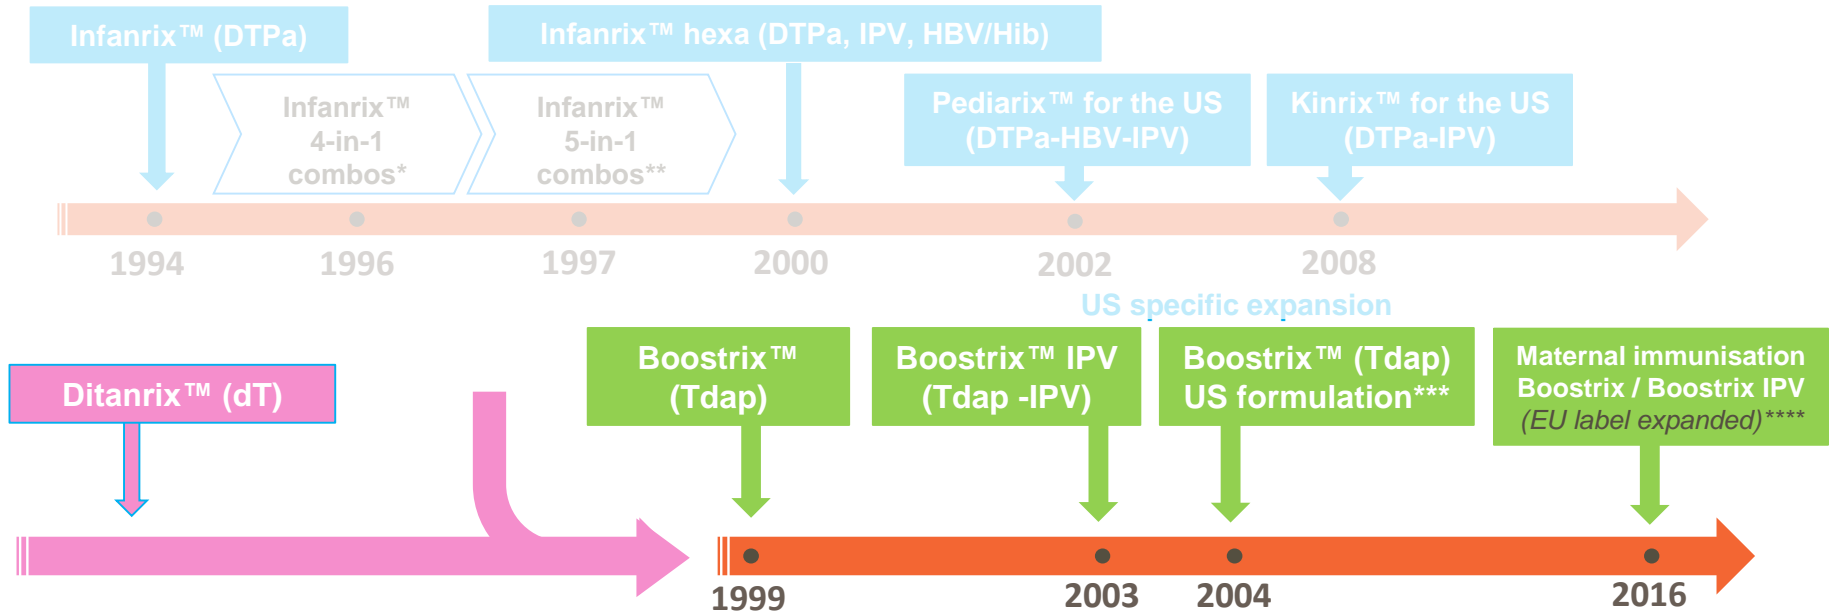 Infanrix™ (DTPa)
Infanrix™ hexa (DTPa, IPV, HBV/Hib)
Infanrix™
4-in-1
combos*
Infanrix™
5-in-1
combos**
Pediarix™ for the US
(DTPa-HBV-IPV)
Kinrix™ for the US
(DTPa-IPV)
1994
1996
1997
2000
2002
2008
US specific expansion
Ditanrix™ (dT)
Boostrix™
(Tdap)
Boostrix™ IPV
(Tdap -IPV)
Boostrix™ (Tdap)
US formulation***
Maternal immunisation
Boostrix / Boostrix IPV
(EU label expanded)****
1999
2003
2004
2016